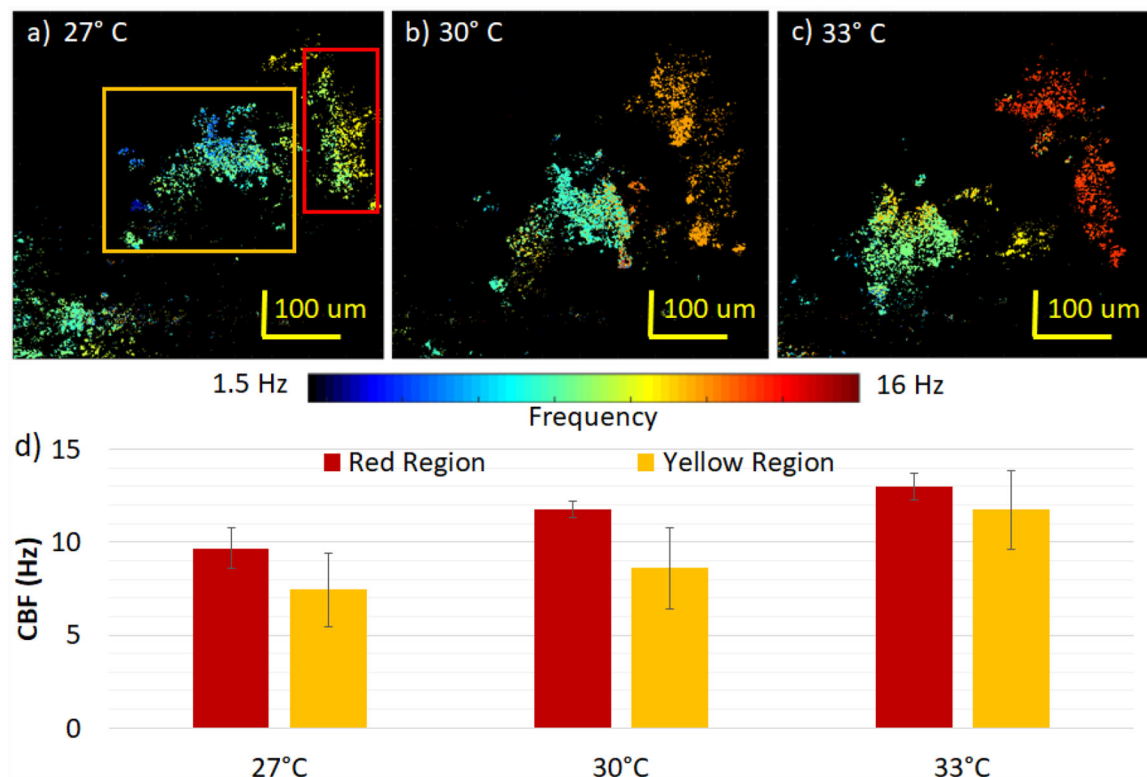 a) 27° C
b) 30° C
c) 33° C
100 um
100 um
100 um
1.5 Hz
16 Hz
Frequency
d)
15
Red Region
Yellow Region
10
CBF (Hz)
5
0
27°C
30°C
33°C